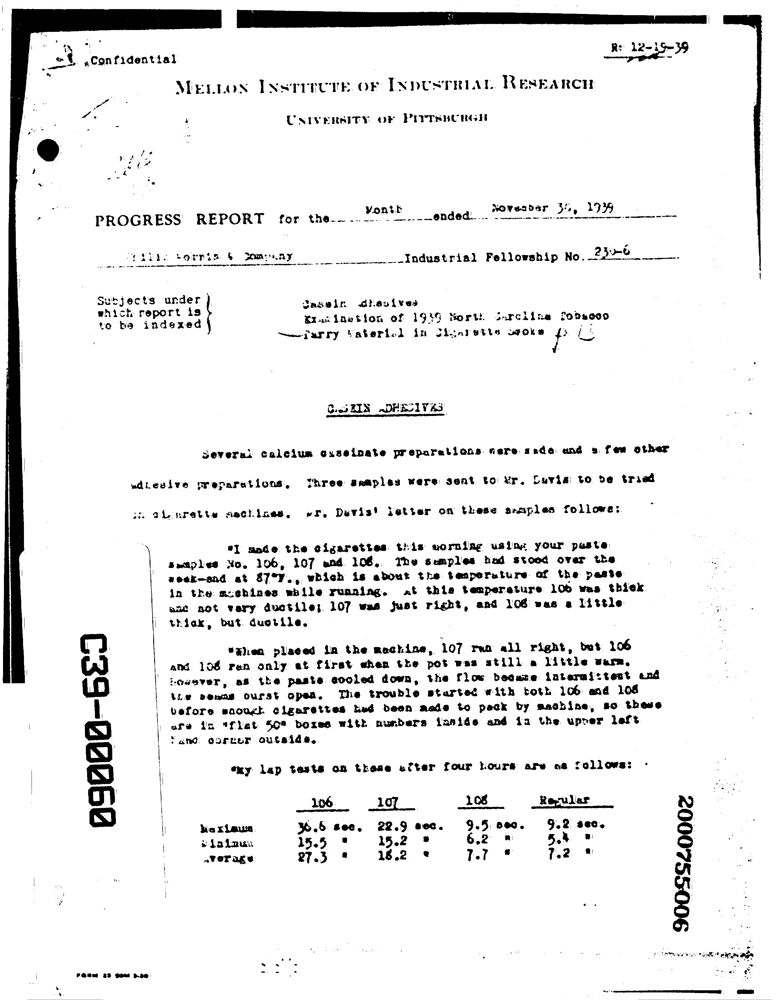 R: 12-15-39
Confidential
MELLON INSTITUTE OF INDUSTRIAL RESEARCH
UNIVERSITY OF PITTSBURGH
PROGRESS REPORT for the Month ended November 30, 1939
Industrial Fellowship No. 230-6
Subjects under
which report is
to be indexed
Casein Adhesives
Examination of 1939 North Carolina Tobacco
Tarry Material in Cigarette Smoke
CASEIN ADHESIVES
Several calcium caseinate preparations were made and a few other
adhesive preparations. Three samples were sent to Mr. Davis to be tried
in cigarette machines. Mr. Davis' letter on these samples follows:
"I made the cigarettes this morning using your paste
samples No. 106, 107 and 108. The samples had stood over the
week-end at 87°F., which is about the temperature of the paste
in the machines while running. At this temperature 106 was thick
and not very ductile; 107 was just right, and 108 was a little
thick, but ductile.
"When placed in the machine, 107 ran all right, but 106
and 108 ran only at first when the pot was still a little warm.
However, as the paste cooled down, the flow became intermittent and
the seams burst open. The trouble started with both 106 and 108
before enough cigarettes had been made to pack by machine, so these
are in "flat 50" boxes with numbers inside and in the upper left
hand corner outside.
"My lap tests on these after four hours are as follows:
106 107 108 Regular
Maximum 36.6 sec. 22.9 sec. 9.5 sec. 9.2 sec.
Minimum 15.5 " 15.2 " 6.2 " 5.4 "
Average 27.3 " 18.2 " 7.7 " 7.2 "
C39-00060
2000755006